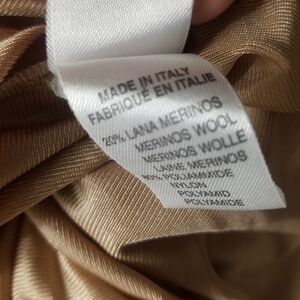 MADE IN ITALY
FABRIQUÉ EN ITALIE
20% LANA MERINOS
MERINOS WOOL
MERINOS WOLLE
LAINE MERINOS
80% POLIAMMIDE
NYLON
POLYAMID
POLYAMIDE